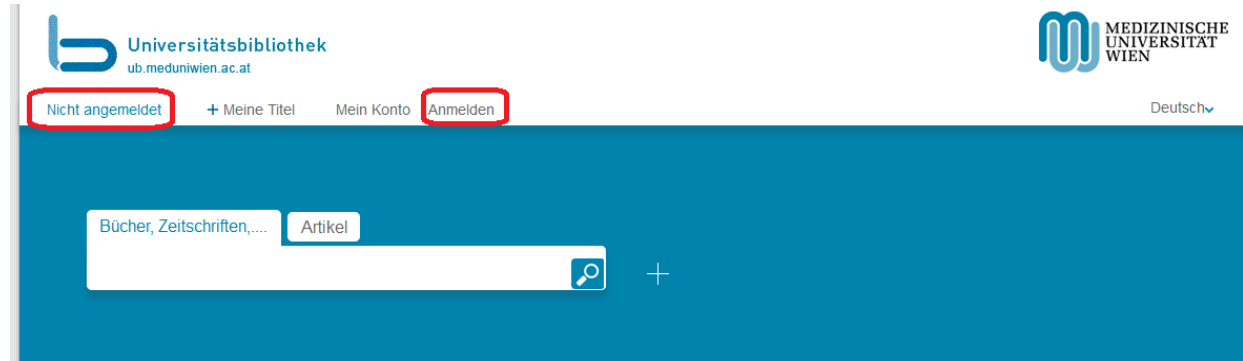 Universitätsbibliothek
ub.meduniwien.ac.at
MEDIZINISCHE
UNIVERSITÄT
WIEN
Nicht angemeldet + Meine Titel Mein Konto Anmelden Deutsch
Bücher, Zeitschriften,.... Artikel